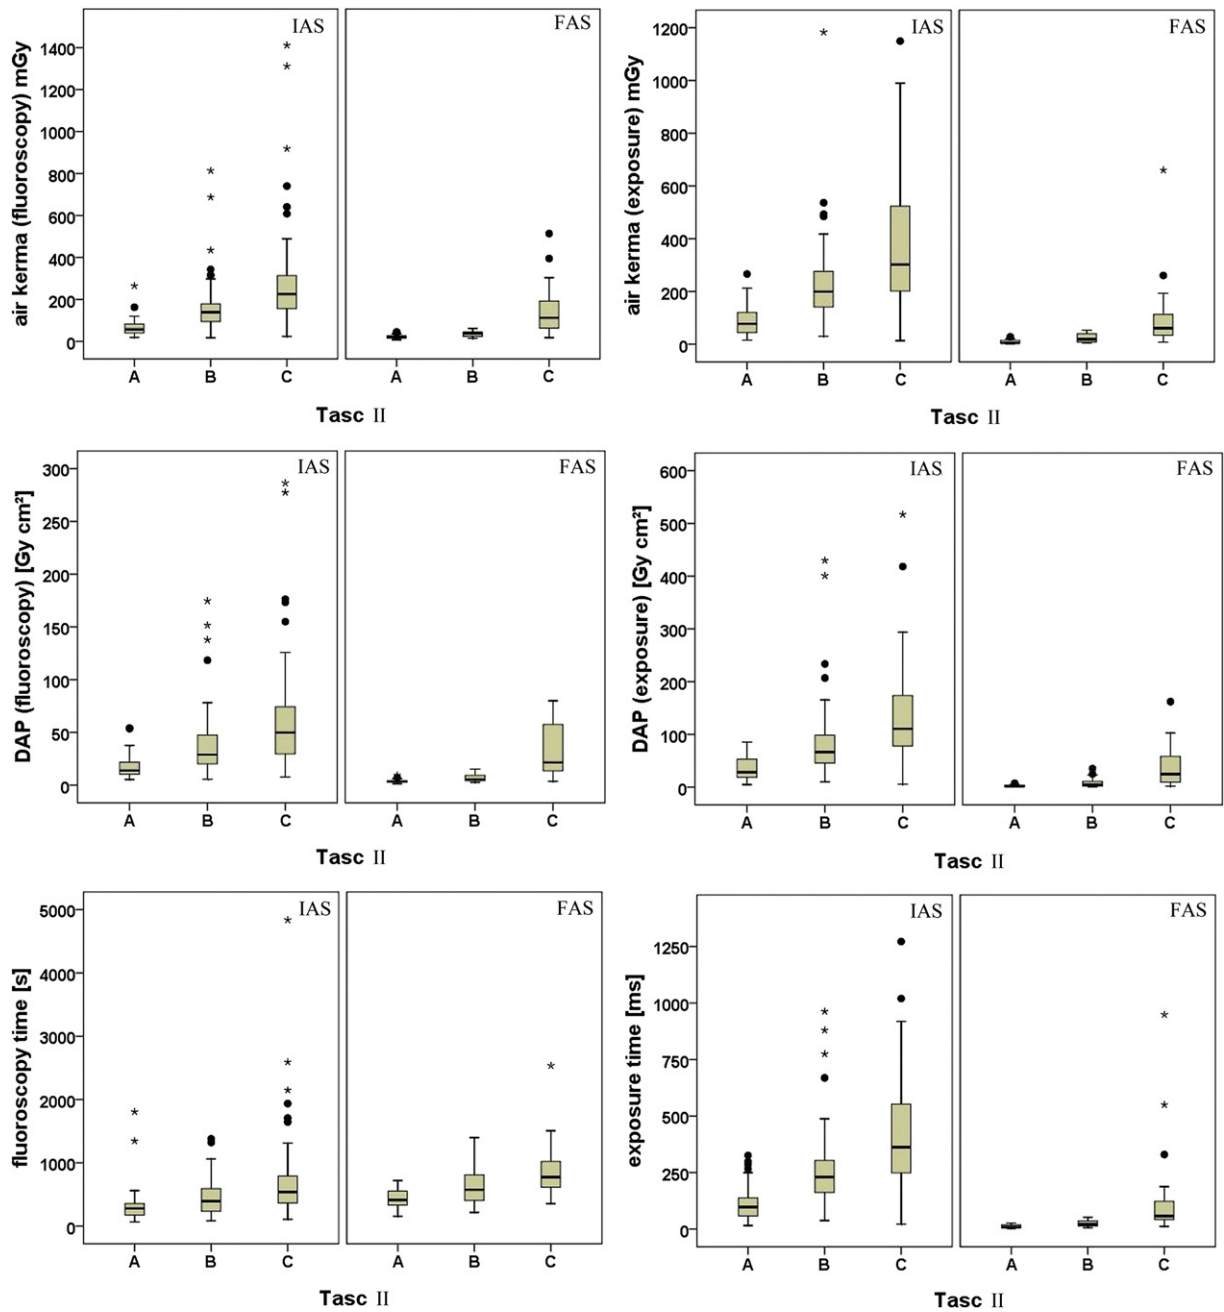 air kerma (fluoroscopy) mGy
1400
1200
1000
800
600
400
200
0
IAS
FAS
A B C A B C
Tasc II
air kerma (exposure) mGy
1200
1000
800
600
400
200
0
IAS
FAS
A B C A B C
Tasc II
DAP (fluoroscopy) [Gy cm²]
300
250
200
150
100
50
0
IAS
FAS
A B C A B C
Tasc II
DAP (exposure) [Gy cm²]
600
500
400
300
200
100
0
IAS
FAS
A B C A B C
Tasc II
fluoroscopy time [s]
5000
4000
3000
2000
1000
0
IAS
FAS
A B C A B C
Tasc II
exposure time [ms]
1250
1000
750
500
250
0
IAS
FAS
A B C A B C
Tasc II